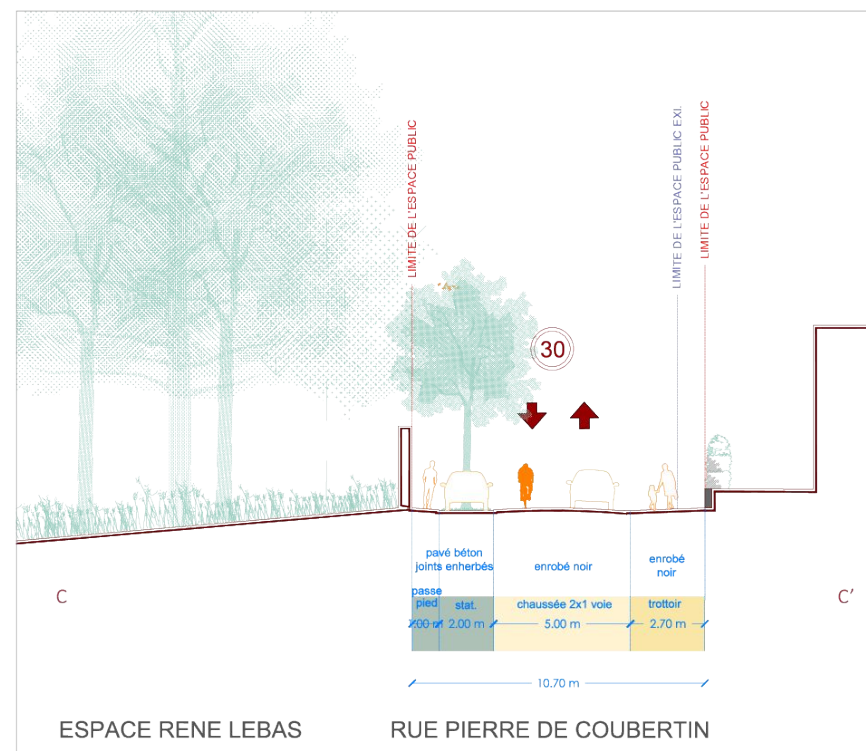 LIMITE DE L'ESPACE PUBLIC
LIMITE DE L'ESPACE PUBLIC EXI.
LIMITE DE L'ESPACE PUBLIC
30
pavé béton
joints enherbés
enrobé noir
enrobé
noir
C
C'
passe
pied
stat.
chaussée 2x1 voie
trottoir
1.00 m
2.00 m
5.00 m
2.70 m
10.70 m
ESPACE RENE LEBAS
RUE PIERRE DE COUBERTIN